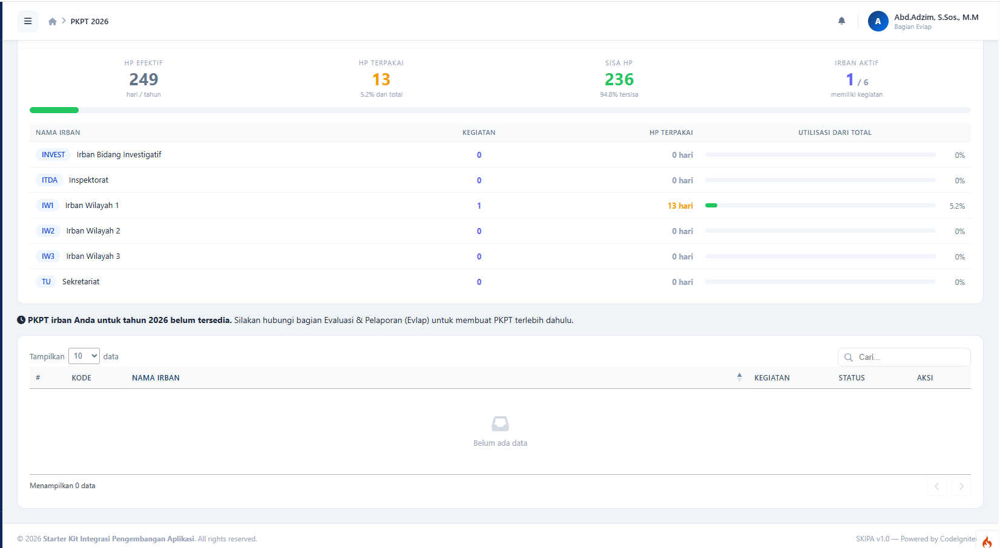 PKPT 2026
A
Abd.Adzim, S.Sos., M.M
Bagian Evlap
HP EFEKTIF
249
hari / tahun
HP TERPAKAI
13
5.2% dari total
SISA HP
236
94.8% tersisa
IRBAN AKTIF
1 / 6
memiliki kegiatan
NAMA IRBAN KEGIATAN HP TERPAKAI UTILISASI DARI TOTAL
INVEST Irban Bidang Investigatif 0 0 hari 0%
ITDA Inspektorat 0 0 hari 0%
IW1 Irban Wilayah 1 1 13 hari 5.2%
IW2 Irban Wilayah 2 0 0 hari 0%
IW3 Irban Wilayah 3 0 0 hari 0%
TU Sekretariat 0 0 hari 0%
PKPT irban Anda untuk tahun 2026 belum tersedia. Silakan hubungi bagian Evaluasi & Pelaporan (Evlap) untuk membuat PKPT terlebih dahulu.
Tampilkan 10 data
Cari...
# KODE NAMA IRBAN KEGIATAN STATUS AKSI
Belum ada data
Menampilkan 0 data
© 2026 Starter Kit Integrasi Pengembangan Aplikasi. All rights reserved.
SKIPA v1.0 — Powered by CodeIgniter